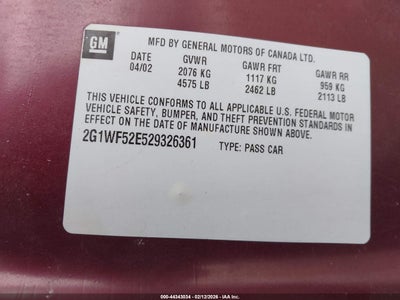 GM
MFD BY GENERAL MOTORS OF CANADA LTD.
DATE GVWR GAWR FRT GAWR RR
04/02 2076 KG 1117 KG 959 KG
4575 LB 2462 LB 2113 LB
THIS VEHICLE CONFORMS TO ALL APPLICABLE U.S. FEDERAL MOTOR
VEHICLE SAFETY, BUMPER, AND THEFT PREVENTION STANDARDS
IN EFFECT ON THE DATE OF MANUFACTURE SHOWN ABOVE.
2G1WF52E529326361 TYPE: PASS CAR
000-44343034 - 02/12/2026 - IAA Inc.